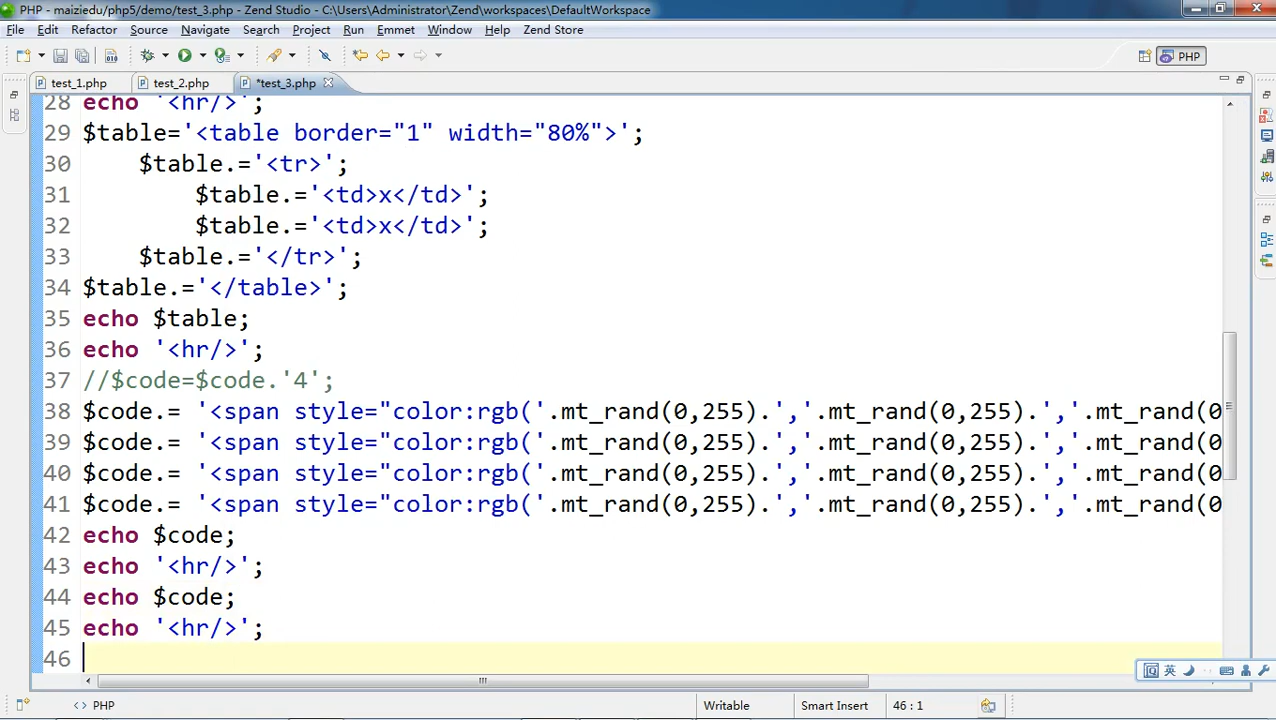 PHP - maiziedu/php5/demo/test_3.php - Zend Studio - C:\Users\Administrator\Zend\workspaces\DefaultWorkspace
File Edit Refactor Source Navigate Search Project Run Emmet Window Help Zend Store
PHP
test_1.php test_2.php *test_3.php
28 echo '<hr/>';
29 $table='<table border="1" width="80%">';
30 $table.='<tr>';
31 $table.='<td>x</td>';
32 $table.='<td>x</td>';
33 $table.='</tr>';
34 $table.='</table>';
35 echo $table;
36 echo '<hr/>';
37 //$code=$code.'4';
38 $code.= '<span style="color:rgb('.mt_rand(0,255).','.mt_rand(0,255).','.mt_rand(0
39 $code.= '<span style="color:rgb('.mt_rand(0,255).','.mt_rand(0,255).','.mt_rand(0
40 $code.= '<span style="color:rgb('.mt_rand(0,255).','.mt_rand(0,255).','.mt_rand(0
41 $code.= '<span style="color:rgb('.mt_rand(0,255).','.mt_rand(0,255).','.mt_rand(0
42 echo $code;
43 echo '<hr/>';
44 echo $code;
45 echo '<hr/>';
46
英
<> PHP Writable Smart Insert 46 : 1